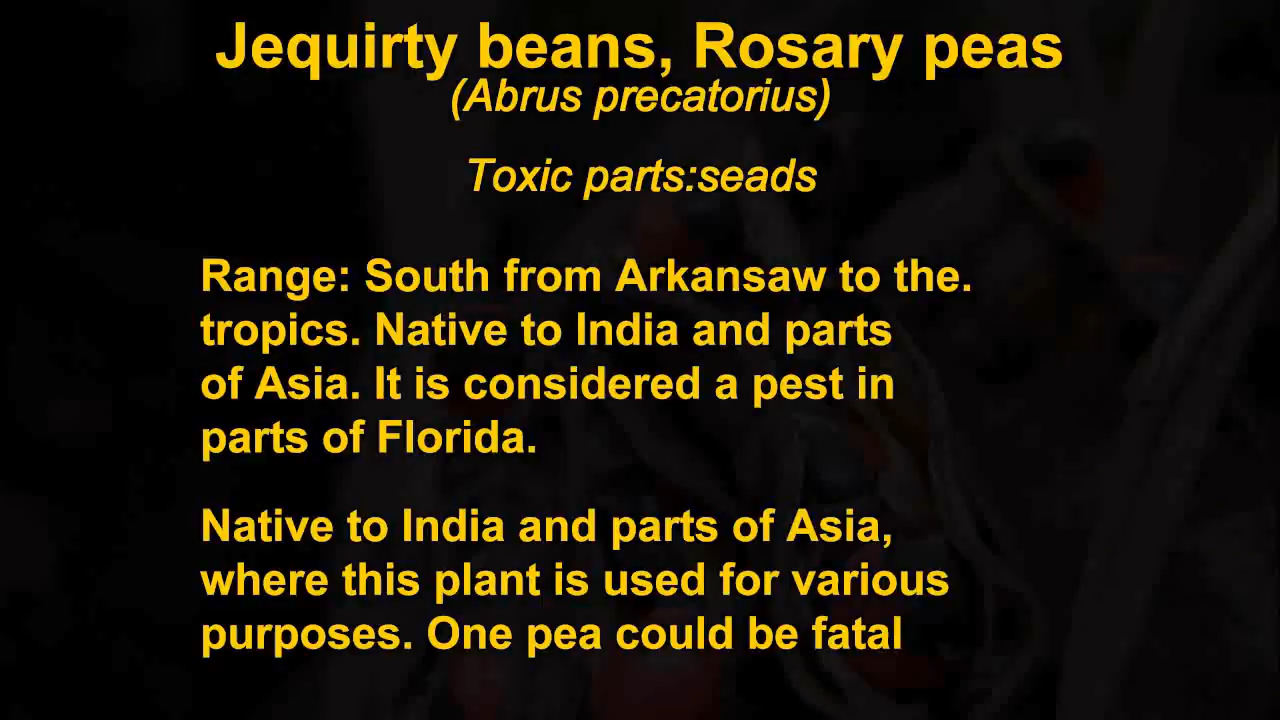 Jequirty beans, Rosary peas
(Abrus precatorius)
Toxic parts:seads
Range: South from Arkansaw to the.
tropics. Native to India and parts
of Asia. It is considered a pest in
parts of Florida.
Native to India and parts of Asia,
where this plant is used for various
purposes. One pea could be fatal